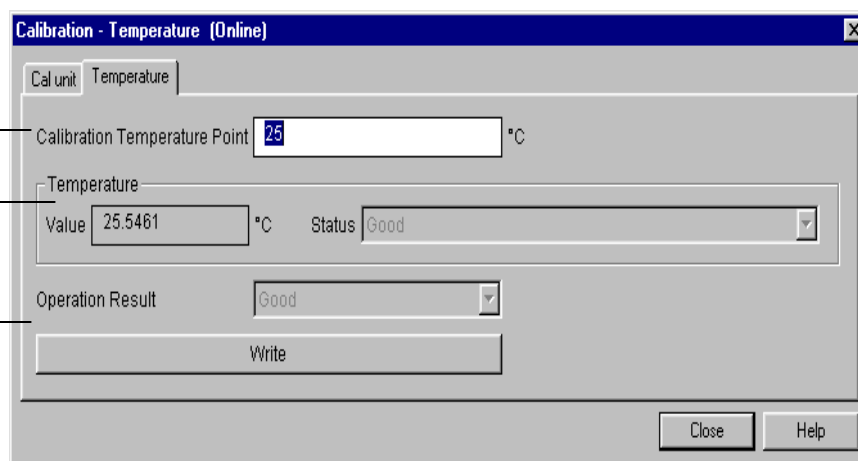 Calibration - Temperature (Online)
Cal unit Temperature
Calibration Temperature Point 25 °C
Temperature
Value 25.5461 °C Status Good
Operation Result Good
Write
Close Help